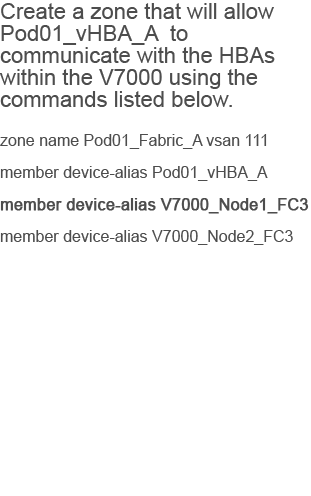 Create a zone that will allow
Pod01_vHBA_A to
communicate with the HBAs
within the V7000 using the
commands listed below.
zone name Pod01_Fabric_A vsan 111
member device-alias Pod01_vHBA_A
member device-alias V7000_Node1_FC3
member device-alias V7000_Node2_FC3